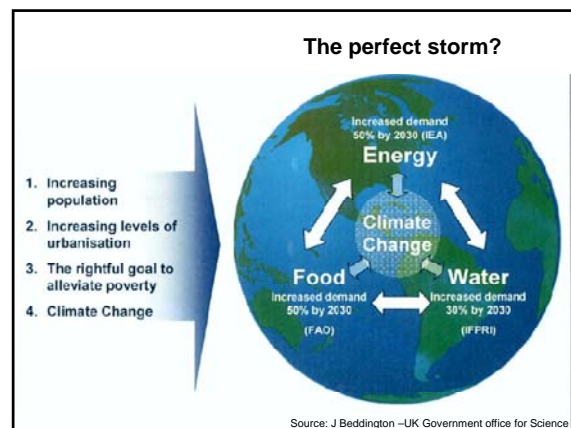 The perfect storm?
1. Increasing
population
2. Increasing levels of
urbanisation
3. The rightful goal to
alleviate poverty
4. Climate Change
Increased demand
50% by 2030 (IEA)
Energy
Climate
Change
Food
Increased demand
50% by 2030
(FAO)
Water
Increased demand
30% by 2030
(IFPRI)
Source: J Beddington –UK Government office for Science